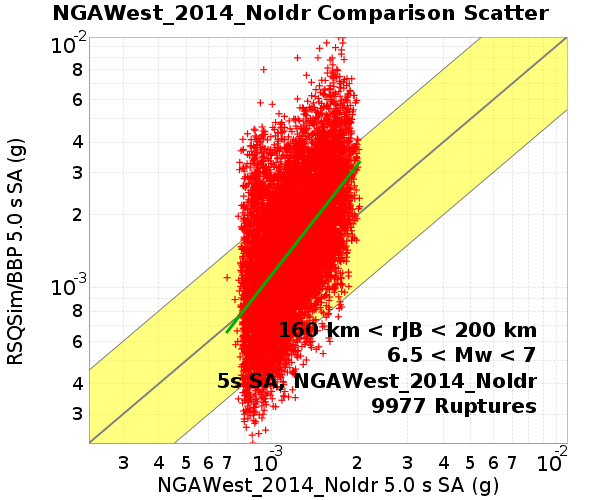 NGAWest_2014_NoIdr Comparison Scatter
RSQSim/BBP 5.0 s SA (g)
10-2
8
6
4
3
2
10-3
8
6
4
3
160 km < rJB < 200 km
6.5 < Mw < 7
5s SA, NGAWest_2014_NoIdr
9977 Ruptures
3 4 5 6 7 10-3 2 3 4 5 6 7 10-2
NGAWest_2014_NoIdr 5.0 s SA (g)